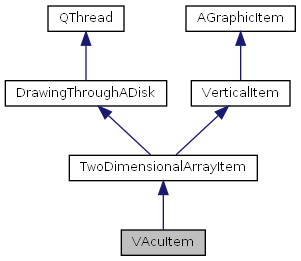 QThread
AGraphicItem
DrawingThroughADisk
VerticalItem
TwoDimensionalArrayItem
VAcuItem